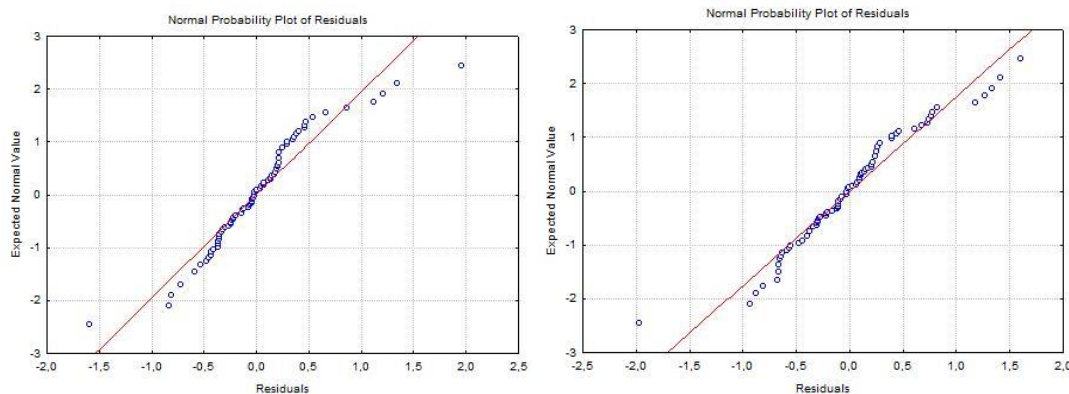 Normal Probability Plot of Residuals
3
2
1
0
-1
-2
-3
Expected Normal Value
-2,0 -1,5 -1,0 -0,5 0,0 0,5 1,0 1,5 2,0 2,5
Residuals
Normal Probability Plot of Residuals
3
2
1
0
-1
-2
-3
Expected Normal Value
-2,5 -2,0 -1,5 -1,0 -0,5 0,0 0,5 1,0 1,5 2,0
Residuals